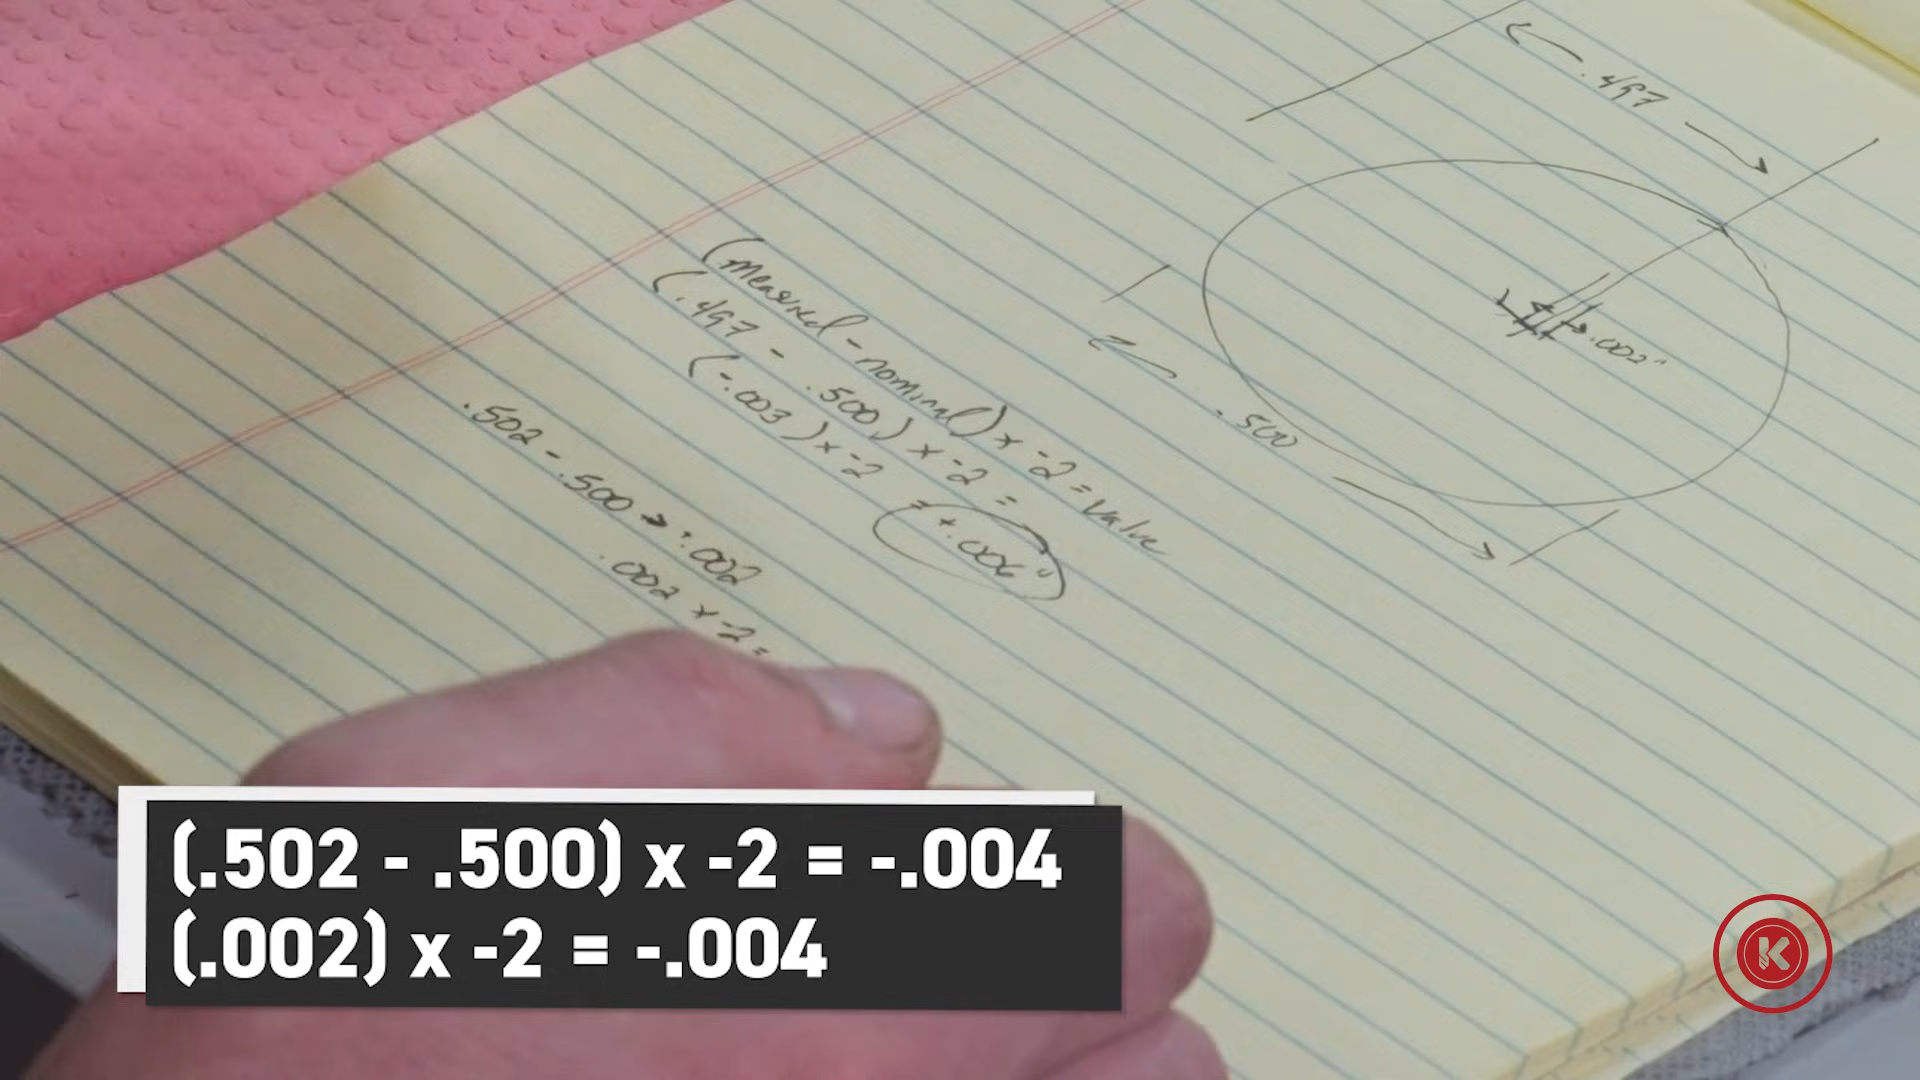 .497
(measured - nominal) x -2 = value
(.497 - .500) x -2 =
(-.003) x -2 = +.006"
.002"
.500
.502 - .500 → +.002
.002 x -2 =
(.502 - .500) x -2 = -.004
(.002) x -2 = -.004
K